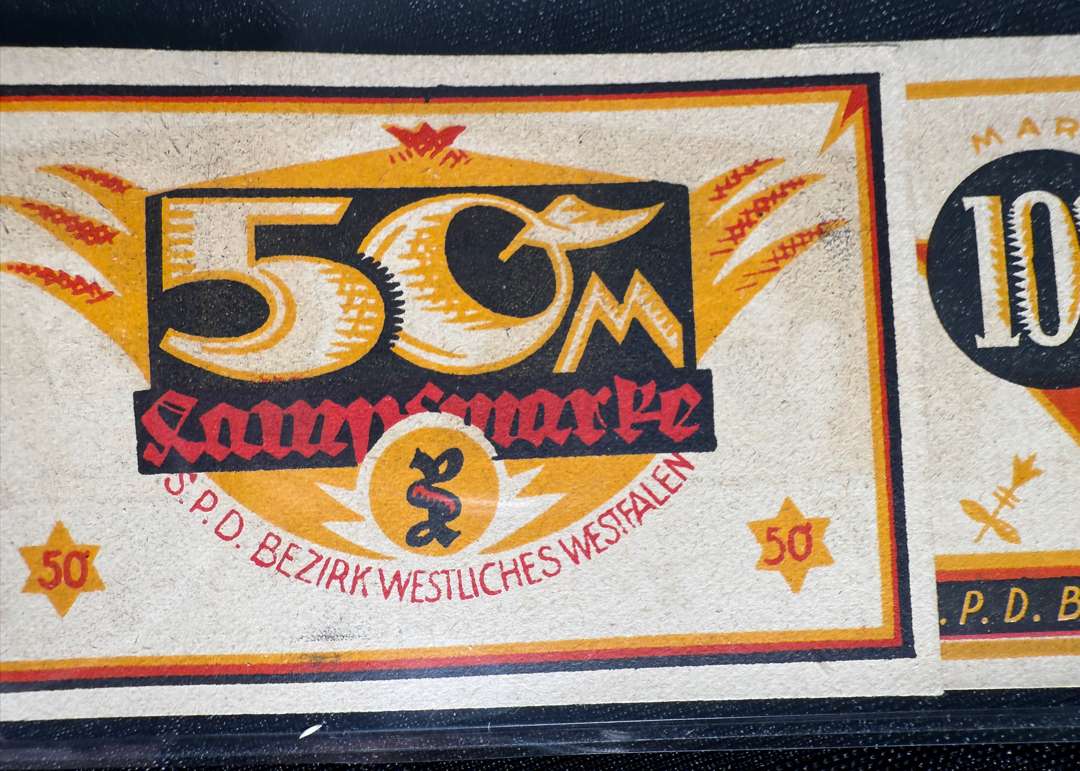 50 M
Kampfmarke
S.P.D. BEZIRK WESTLICHES WESTFALEN
50
50
MAR
10
.P.D. B